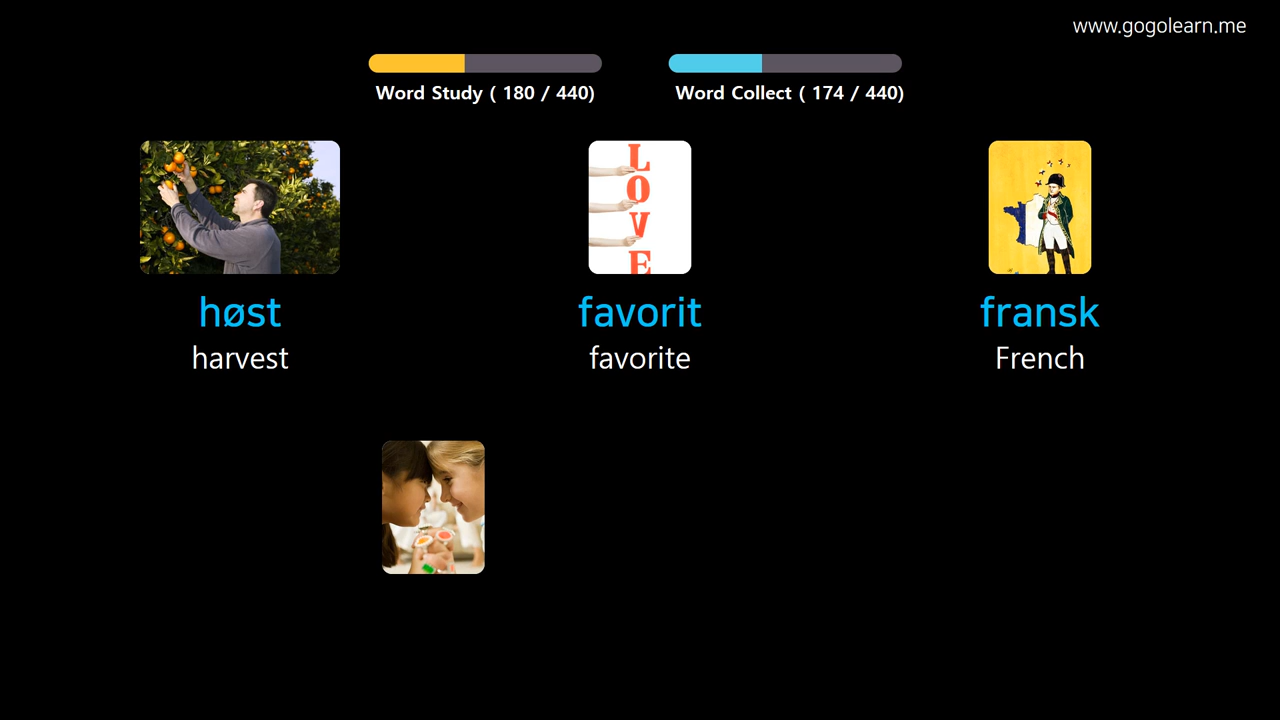 www.gogolearn.me
Word Study ( 180 / 440)
Word Collect ( 174 / 440)
L
O
V
E
høst
favorit
fransk
harvest
favorite
French